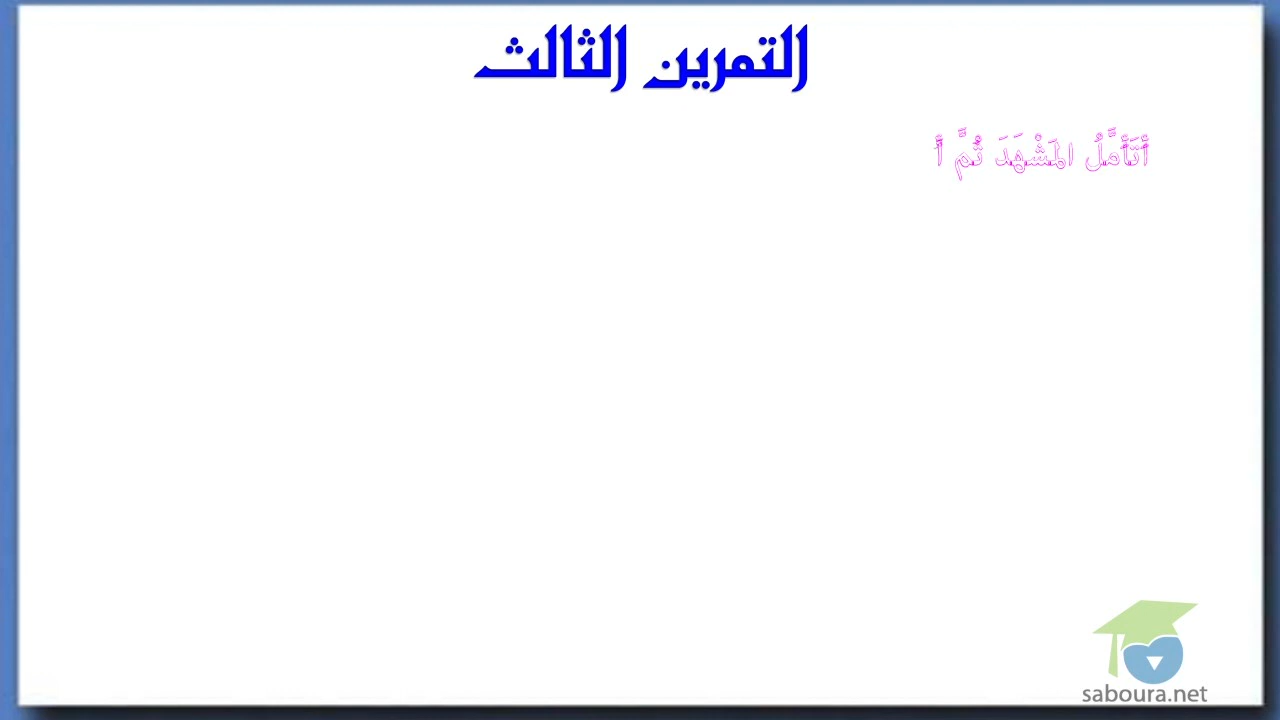 التمرين الثالث
أَتَأَمَّلُ المَشْهَدَ ثُمَّ أَ
saboura.net